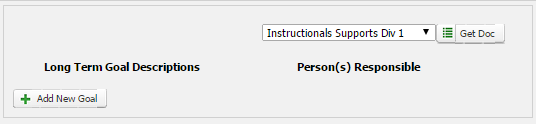 Instructionals Supports Div 1 Get Doc
Long Term Goal Descriptions Person(s) Responsible
Add New Goal